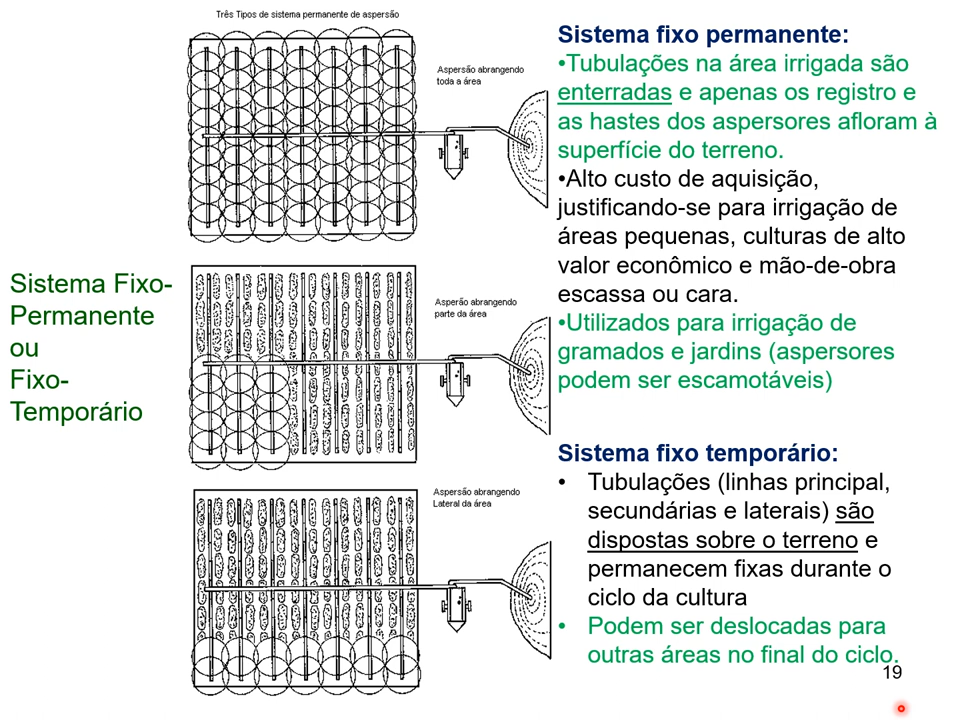 Três Tipos de sistema permanente de aspersão
Aspersão abrangendo
toda a área
Asperão abrangendo
parte da área
Aspersão abrangendo
Lateral da área
Sistema Fixo-
Permanente
ou
Fixo-
Temporário
Sistema fixo permanente:
•Tubulações na área irrigada são
enterradas e apenas os registro e
as hastes dos aspersores afloram à
superfície do terreno.
•Alto custo de aquisição,
justificando-se para irrigação de
áreas pequenas, culturas de alto
valor econômico e mão-de-obra
escassa ou cara.
•Utilizados para irrigação de
gramados e jardins (aspersores
podem ser escamotáveis)
Sistema fixo temporário:
• Tubulações (linhas principal,
secundárias e laterais) são
dispostas sobre o terreno e
permanecem fixas durante o
ciclo da cultura
• Podem ser deslocadas para
outras áreas no final do ciclo.
19